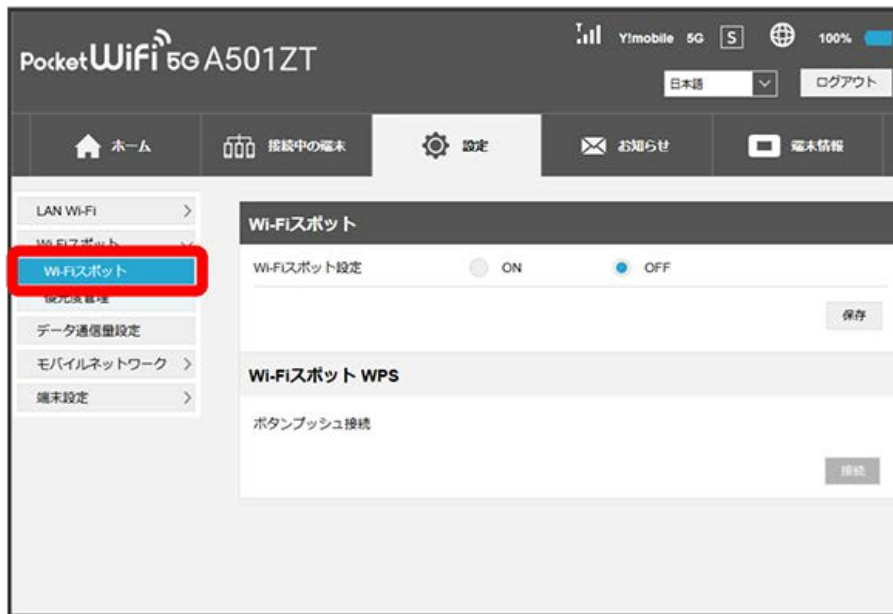 Pocket WiFi 5G A501ZT
Y!mobile 5G S 100%
日本語
ログアウト
ホーム
接続中の端末
設定
お知らせ
端末情報
LAN Wi-Fi
Wi-Fiスポット
Wi-Fiスポット
優先度管理
データ通信量設定
モバイルネットワーク
端末設定
Wi-Fiスポット
Wi-Fiスポット設定 ON OFF
保存
Wi-Fiスポット WPS
ボタンプッシュ接続
接続